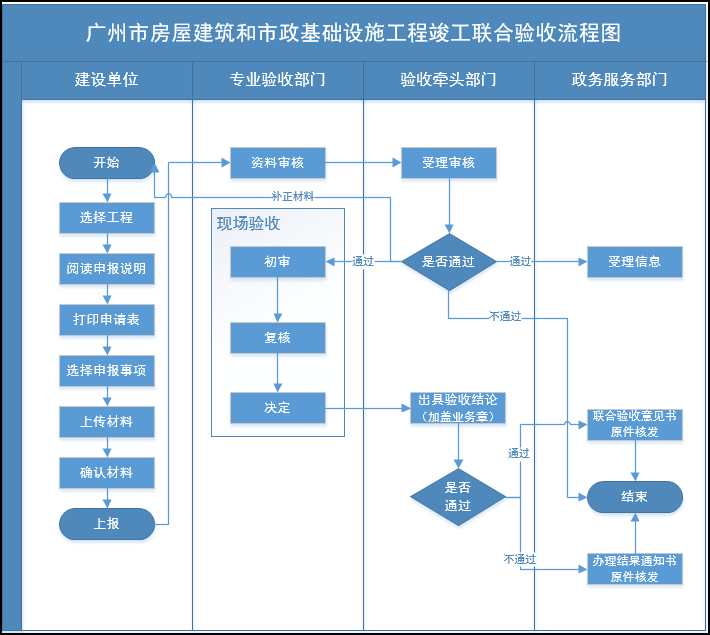 广州市房屋建筑和市政基础设施工程竣工联合验收流程图
建设单位
专业验收部门
验收牵头部门
政务服务部门
开始
选择工程
阅读申报说明
打印申请表
选择申报事项
上传材料
确认材料
上报
资料审核
补正材料
现场验收
初审
复核
决定
受理审核
是否通过
通过
通过
不通过
出具验收结论
（加盖业务章）
是否
通过
通过
不通过
受理信息
联合验收意见书
原件核发
结束
办理结果通知书
原件核发